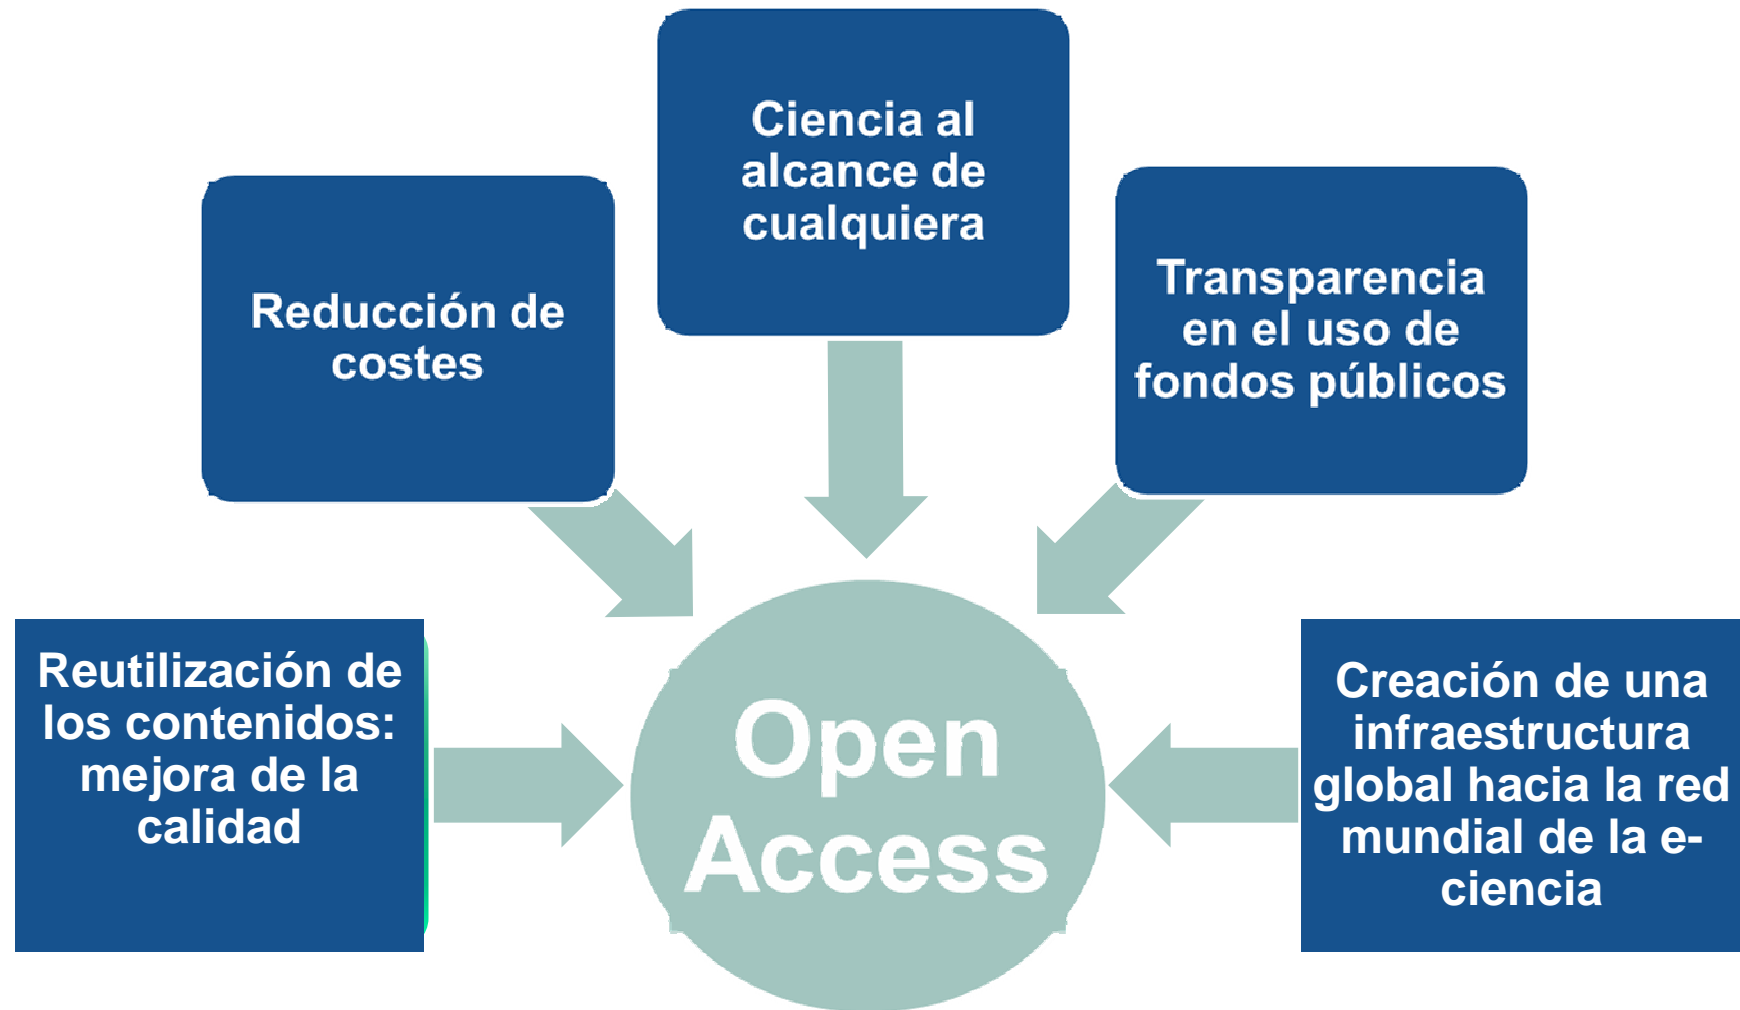 Ciencia al
alcance de
cualquiera
Reducción de
costes
Transparencia
en el uso de
fondos públicos
Reutilización de
los contenidos:
mejora de la
calidad
Creación de una
infraestructura
global hacia la red
mundial de la e-
ciencia
Open
Access